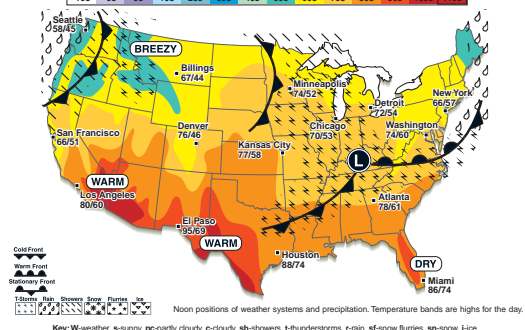 Seattle
58/45
BREEZY
Billings
67/44
Minneapolis
74/52
New York
66/57
Detroit
72/54
San Francisco
66/51
Denver
76/46
Chicago
70/53
Washington
74/60
Kansas City
77/58
L
WARM
Los Angeles
80/60
Atlanta
78/61
El Paso
95/69
WARM
Houston
88/74
DRY
Miami
86/74
Cold Front
Warm Front
Stationary Front
T-Storms Rain Showers Snow Flurries Ice
Noon positions of weather systems and precipitation. Temperature bands are highs for the day.
Key: W-weather, s-sunny, pc-partly cloudy, c-cloudy, sh-showers, t-thunderstorms, r-rain, sf-snow flurries, sn-snow, i-ice